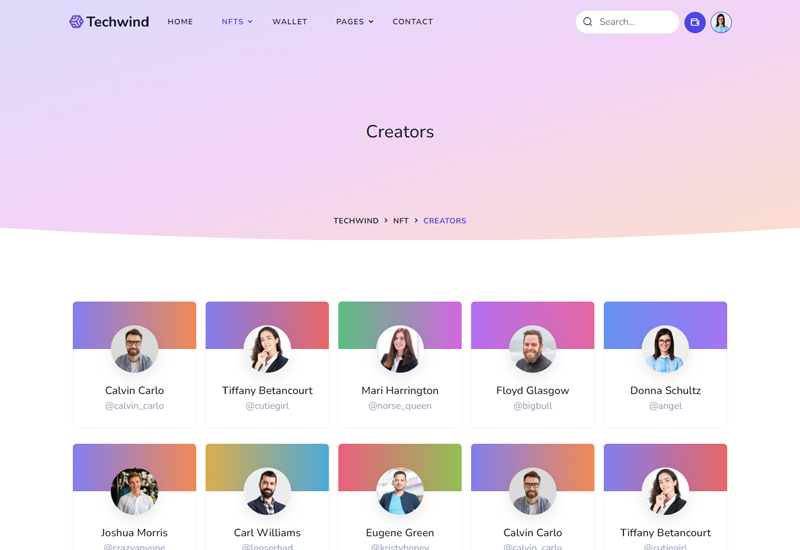 Techwind HOME NFTS WALLET PAGES CONTACT Search...
Creators
TECHWIND > NFT > CREATORS
Calvin Carlo Tiffany Betancourt Mari Harrington Floyd Glasgow Donna Schultz
@calvin_carlo @cutiegirl @norse_queen @bigbull @angel
Joshua Morris Carl Williams Eugene Green Calvin Carlo Tiffany Betancourt
@crazyanyone @looserbad @kristyhoney @calvin_carlo @cutiegirl